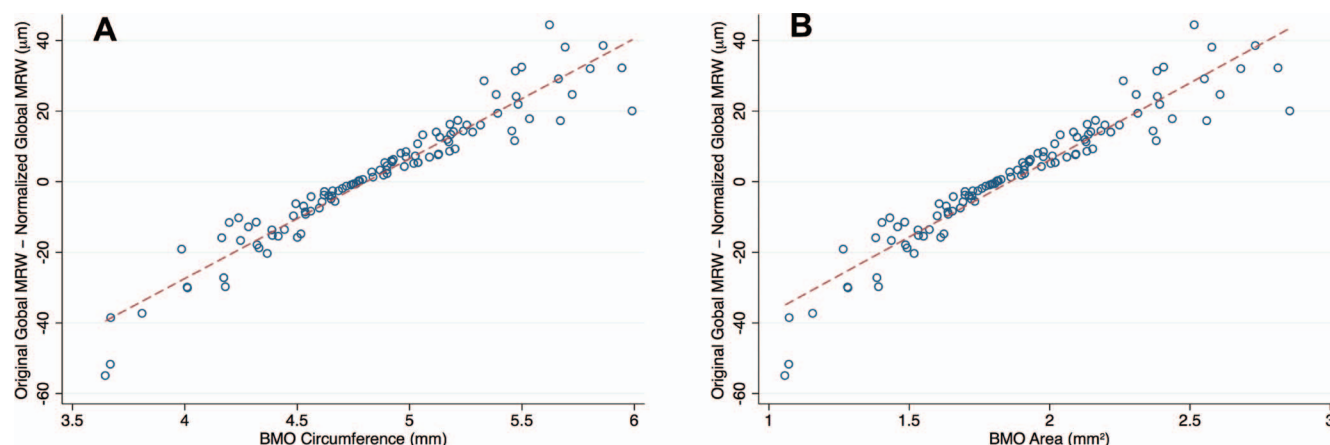 A
Original Gobal MRW – Normalized Global MRW (µm)
40
20
0
-20
-40
-60
3.5 4 4.5 5 5.5 6
BMO Circumference (mm)
B
Original Gobal MRW – Normalized Global MRW (µm)
40
20
0
-20
-40
-60
1 1.5 2 2.5 3
BMO Area (mm²)